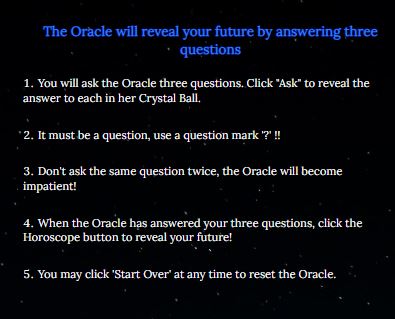 The Oracle will reveal your future by answering three
questions
1. You will ask the Oracle three questions. Click "Ask" to reveal the
answer to each in her Crystal Ball.
2. It must be a question, use a question mark '?' !!
3. Don't ask the same question twice, the Oracle will become
impatient!
4. When the Oracle has answered your three questions, click the
Horoscope button to reveal your future!
5. You may click 'Start Over' at any time to reset the Oracle.